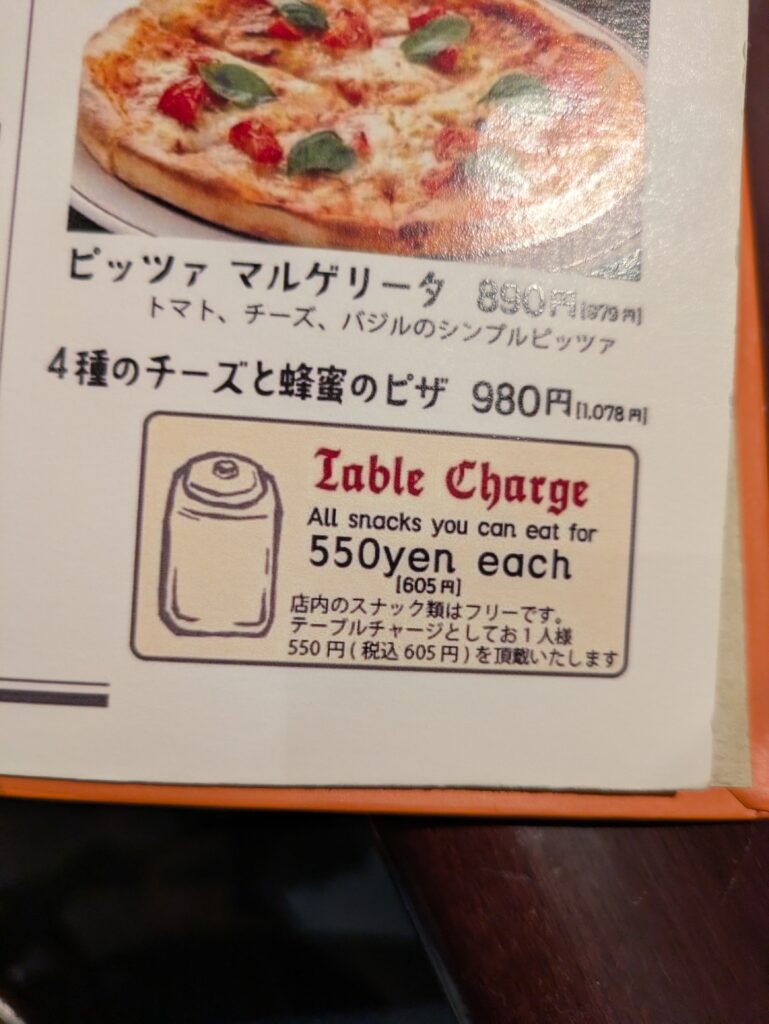 ピッツァ マルゲリータ 890円[979円]
トマト、チーズ、バジルのシンプルピッツァ
4種のチーズと蜂蜜のピザ 980円[1,078円]
Table Charge
All snacks you can eat for
550yen each
[605円]
店内のスナック類はフリーです。
テーブルチャージとしてお1人様
550円(税込605円)を頂戴いたします